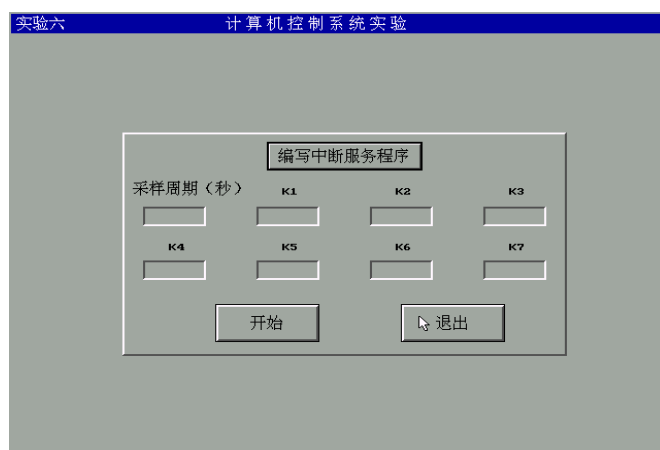 实验六 计算机控制系统实验
编写中断服务程序
采样周期（秒） K1 K2 K3
K4 K5 K6 K7
开始 退出